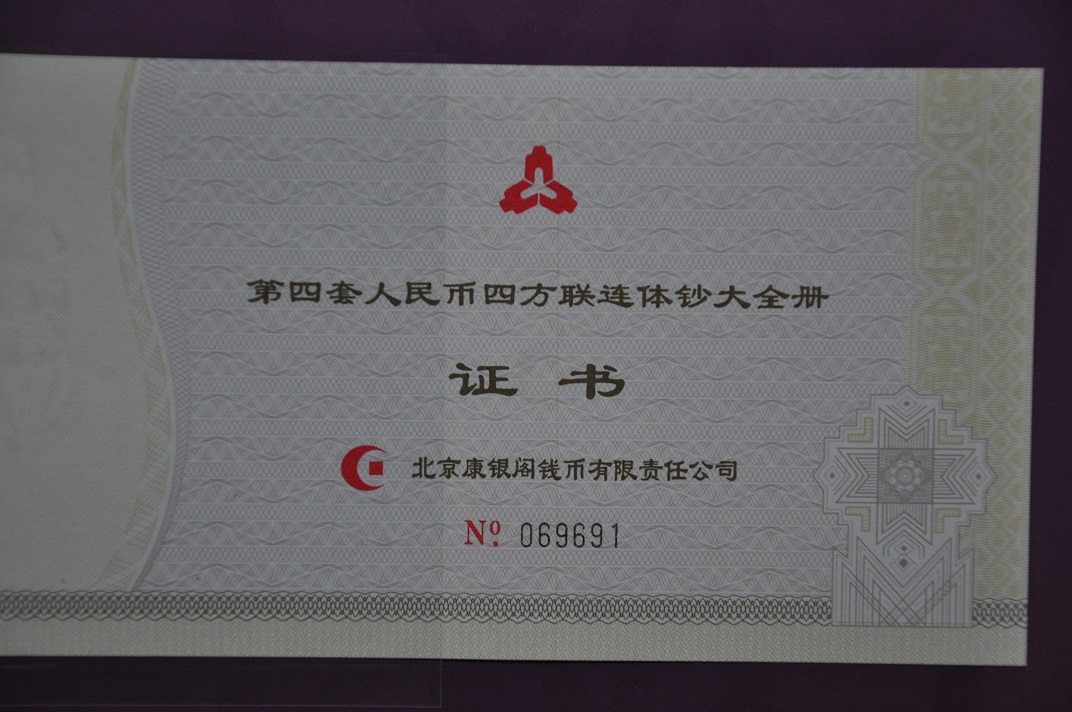 第四套人民币四方联连体钞大全册
证书
北京康银阁钱币有限责任公司
Nº. 069691